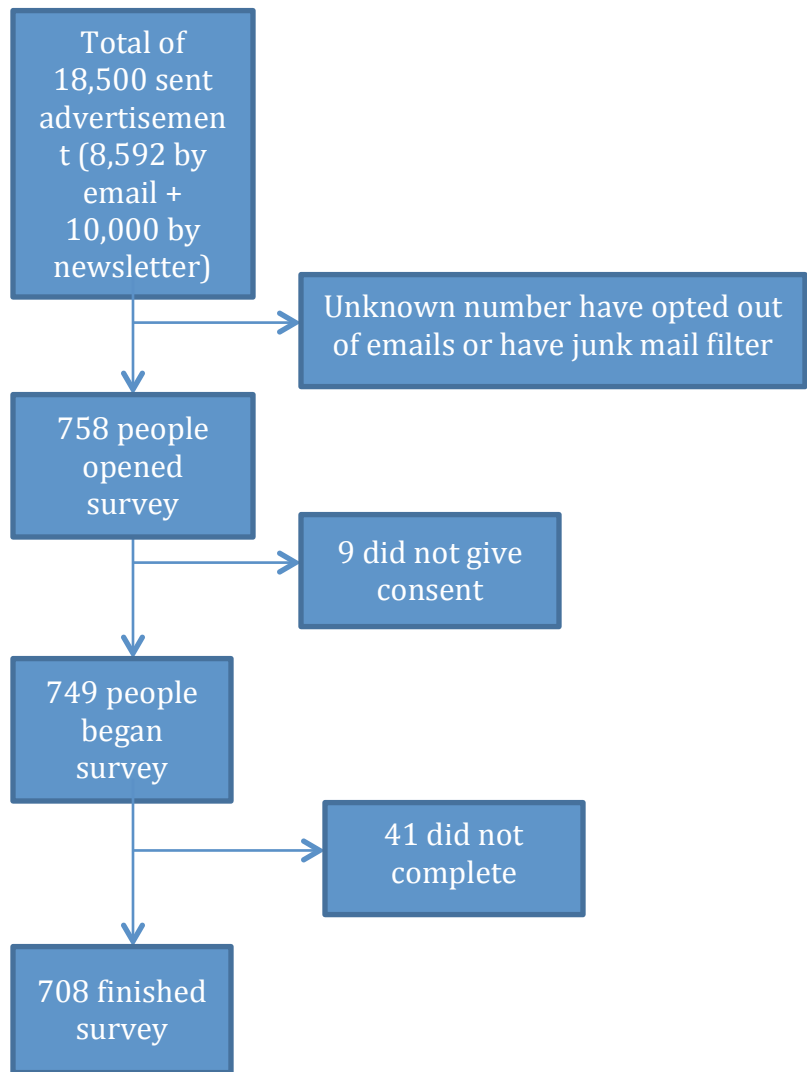 Total of
18,500 sent
advertisemen
t (8,592 by
email +
10,000 by
newsletter)
Unknown number have opted out
of emails or have junk mail filter
758 people
opened
survey
9 did not give
consent
749 people
began
survey
41 did not
complete
708 finished
survey